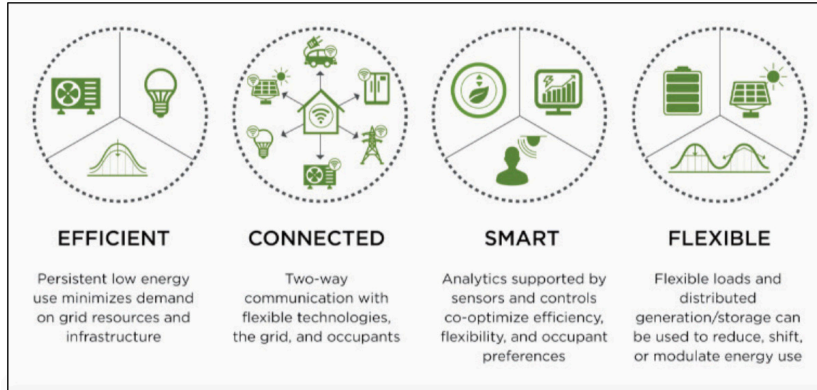 EFFICIENT
Persistent low energy
use minimizes demand
on grid resources and
infrastructure
CONNECTED
Two-way
communication with
flexible technologies,
the grid, and occupants
SMART
Analytics supported by
sensors and controls
co-optimize efficiency,
flexibility, and occupant
preferences
FLEXIBLE
Flexible loads and
distributed
generation/storage can
be used to reduce, shift,
or modulate energy use